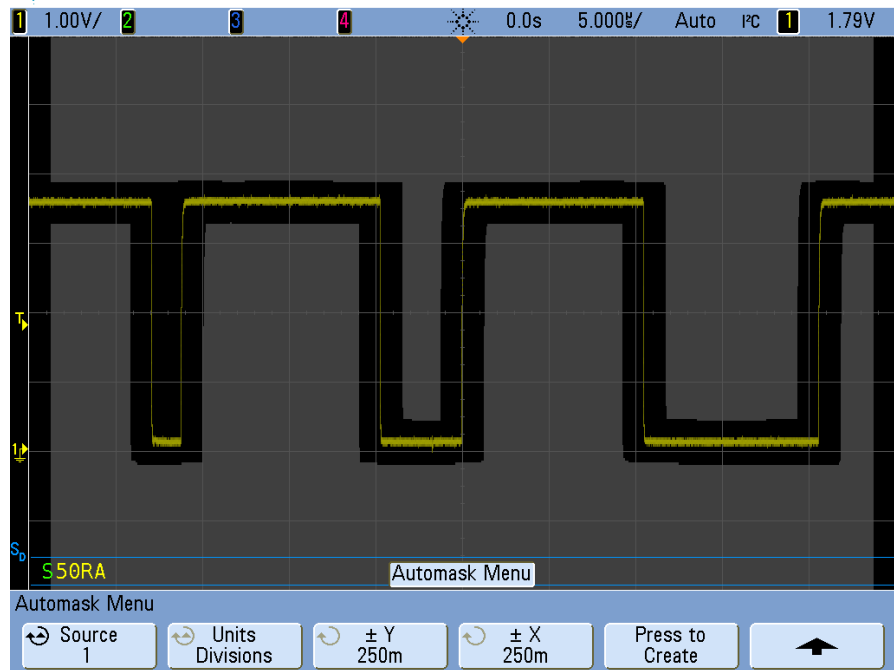 1 1.00V/ 2 3 4 0.0s 5.000㎲/ Auto I²C 1 1.79V
T
1
SD
S50RA
Automask Menu
Automask Menu
Source Units ± Y ± X Press to
1 Divisions 250m 250m Create